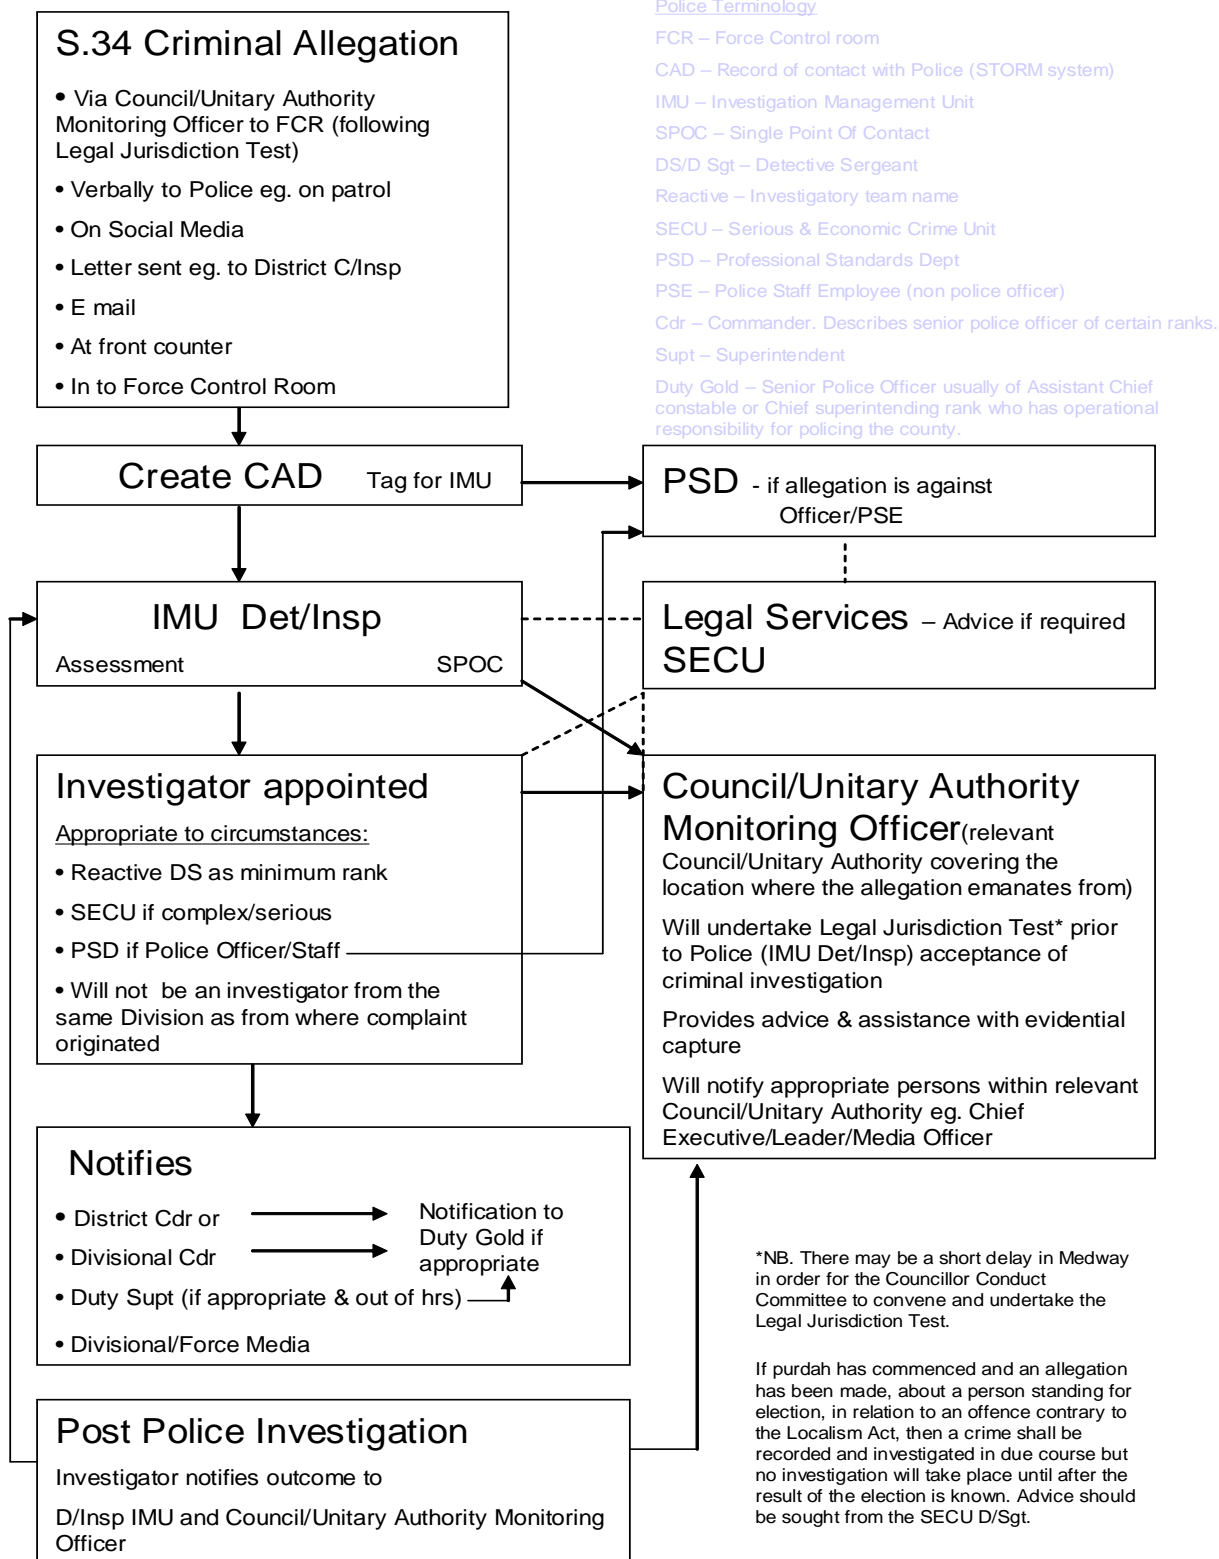 S.34 Criminal Allegation
• Via Council/Unitary Authority
Monitoring Officer to FCR (following
Legal Jurisdiction Test)
• Verbally to Police eg. on patrol
• On Social Media
• Letter sent eg. to District C/Insp
• E mail
• At front counter
• In to Force Control Room
Police Terminology
FCR – Force Control room
CAD – Record of contact with Police (STORM system)
IMU – Investigation Management Unit
SPOC – Single Point Of Contact
DS/D Sgt – Detective Sergeant
Reactive – Investigatory team name
SECU – Serious & Economic Crime Unit
PSD – Professional Standards Dept
PSE – Police Staff Employee (non police officer)
Cdr – Commander. Describes senior police officer of certain ranks.
Supt – Superintendent
Duty Gold – Senior Police Officer usually of Assistant Chief
constable or Chief superintending rank who has operational
responsibility for policing the county.
Create CAD Tag for IMU
PSD - if allegation is against
Officer/PSE
IMU Det/Insp
Assessment SPOC
Legal Services – Advice if required
SECU
Investigator appointed
Appropriate to circumstances:
• Reactive DS as minimum rank
• SECU if complex/serious
• PSD if Police Officer/Staff
• Will not be an investigator from the
same Division as from where complaint
originated
Council/Unitary Authority
Monitoring Officer(relevant
Council/Unitary Authority covering the
location where the allegation emanates from)
Will undertake Legal Jurisdiction Test* prior
to Police (IMU Det/Insp) acceptance of
criminal investigation
Provides advice & assistance with evidential
capture
Will notify appropriate persons within relevant
Council/Unitary Authority eg. Chief
Executive/Leader/Media Officer
Notifies
• District Cdr or
• Divisional Cdr
• Duty Supt (if appropriate & out of hrs)
• Divisional/Force Media
Notification to
Duty Gold if
appropriate
*NB. There may be a short delay in Medway
in order for the Councillor Conduct
Committee to convene and undertake the
Legal Jurisdiction Test.
If purdah has commenced and an allegation
has been made, about a person standing for
election, in relation to an offence contrary to
the Localism Act, then a crime shall be
recorded and investigated in due course but
no investigation will take place until after the
result of the election is known. Advice should
be sought from the SECU D/Sgt.
Post Police Investigation
Investigator notifies outcome to
D/Insp IMU and Council/Unitary Authority Monitoring
Officer